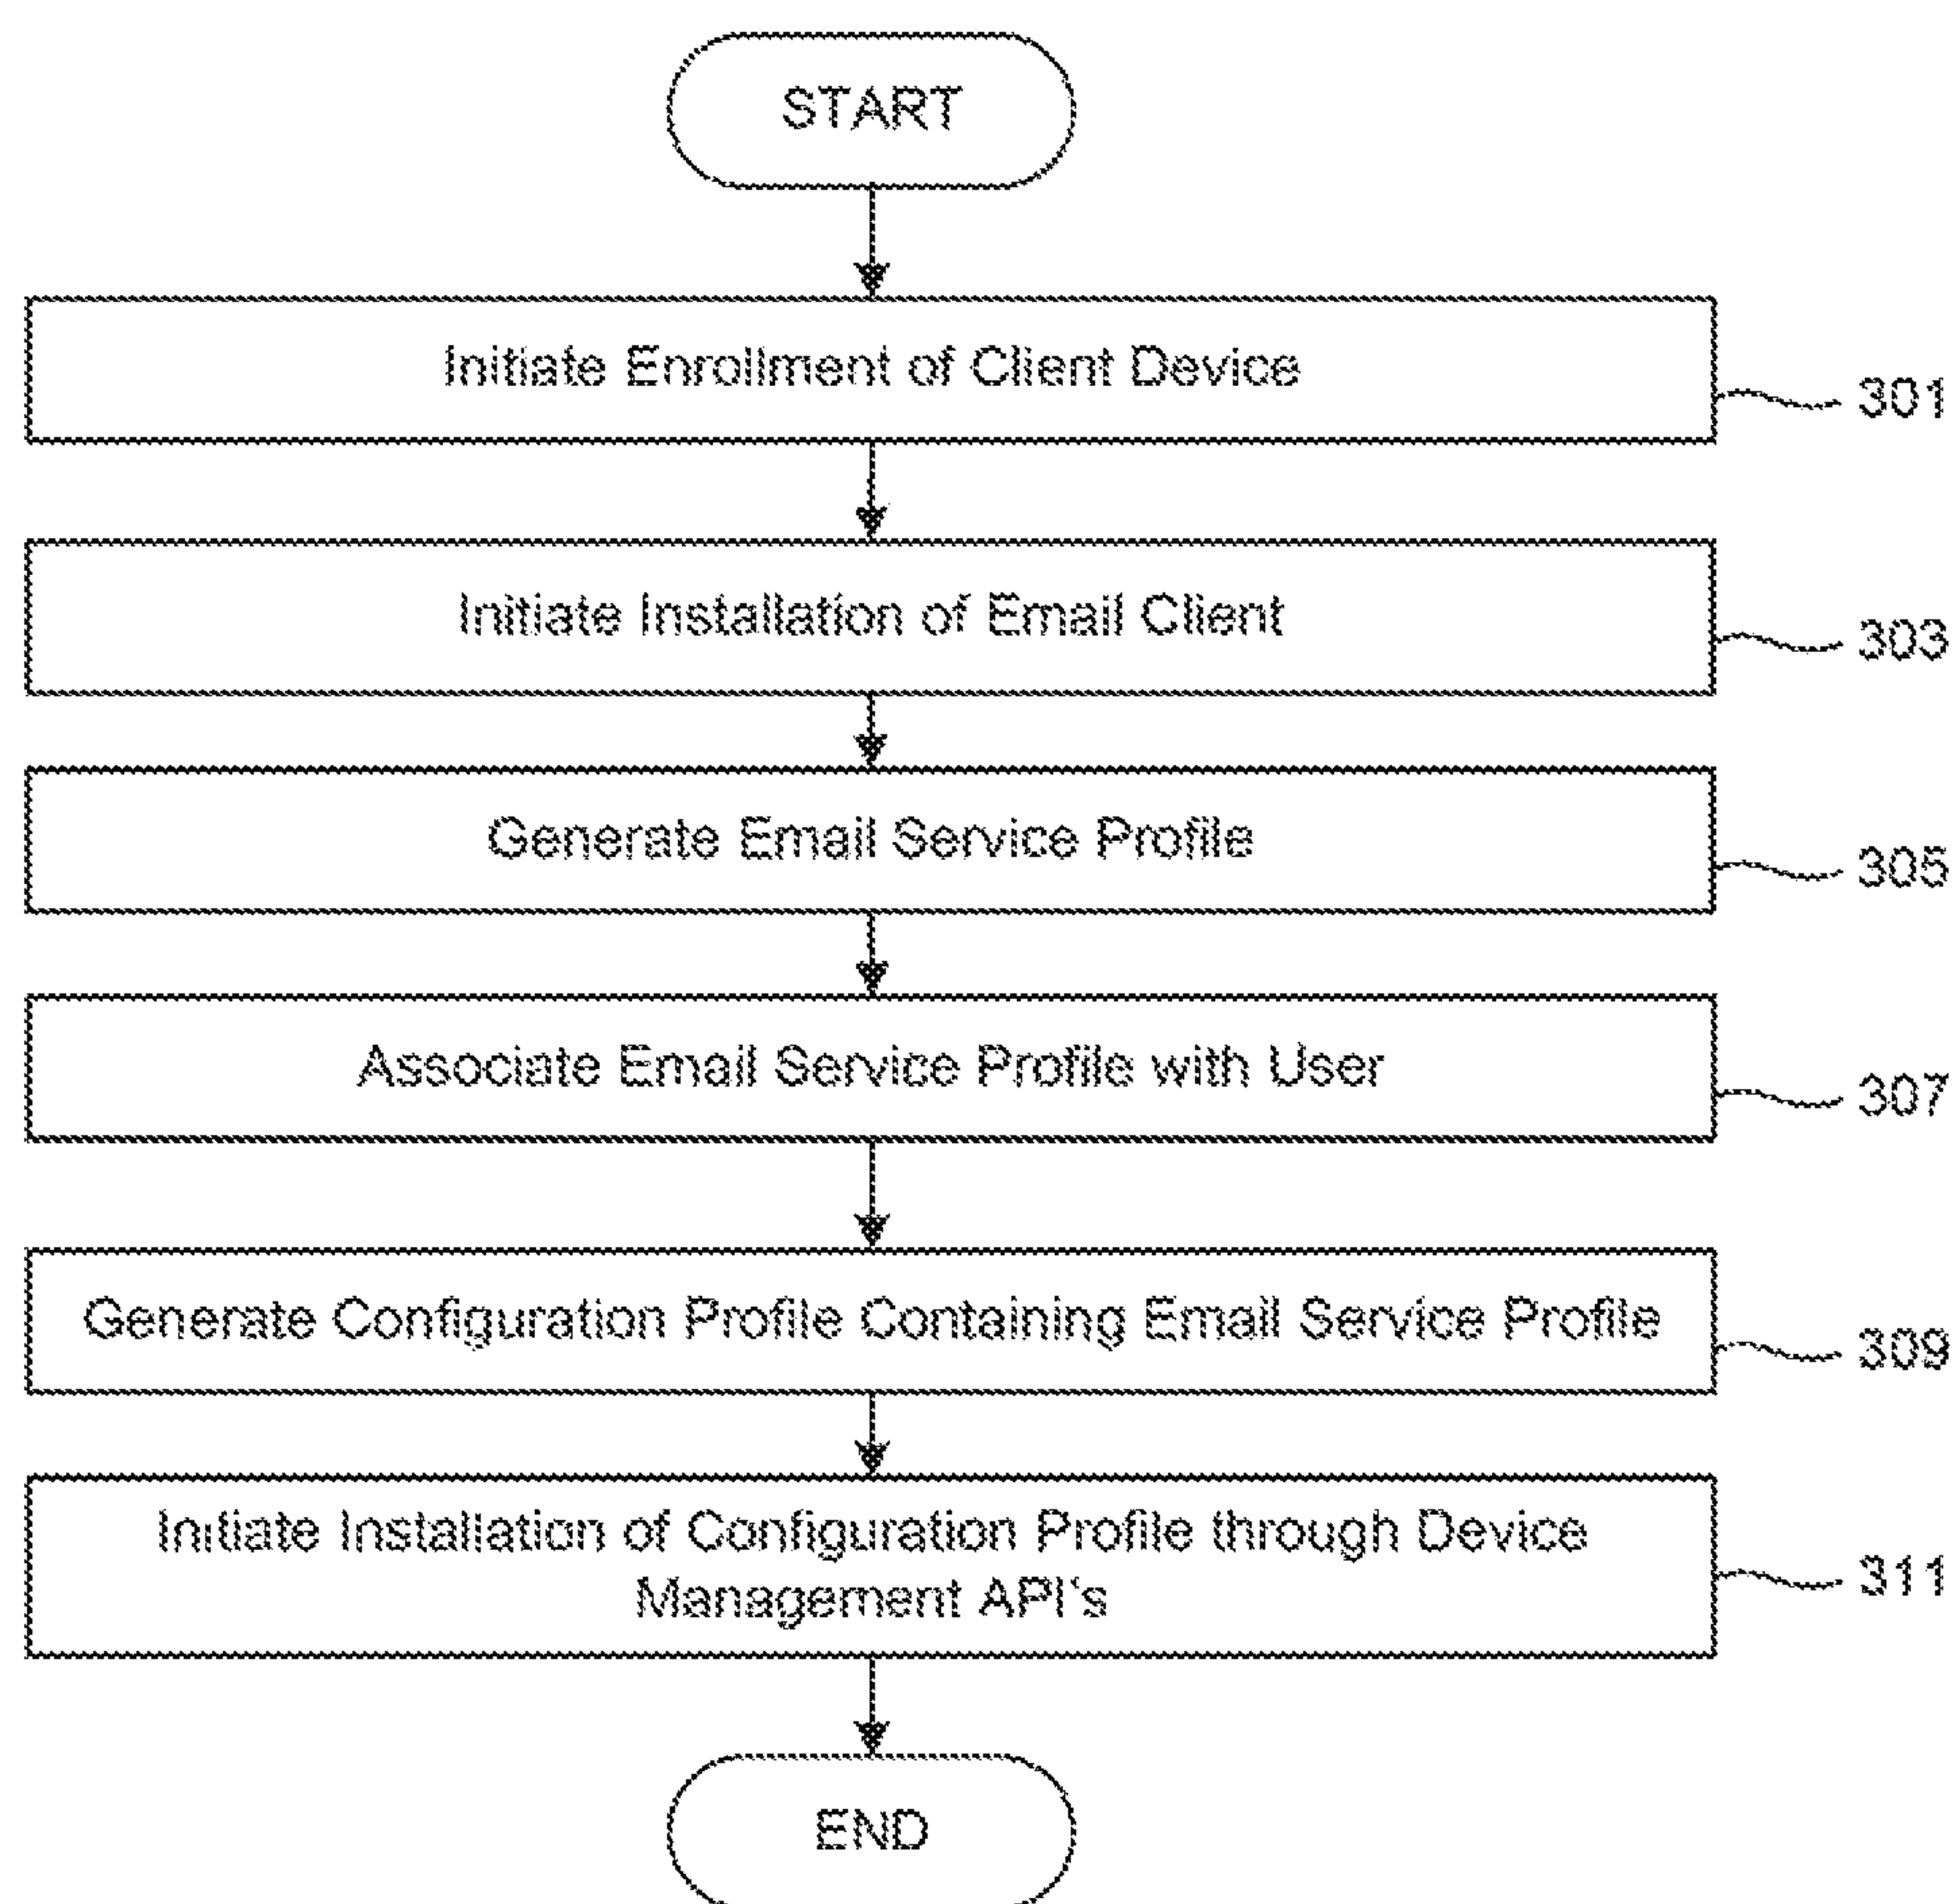 START
Initiate Enrollment of Client Device
301
Initiate Installation of Email Client
303
Generate Email Service Profile
305
Associate Email Service Profile with User
307
Generate Configuration Profile Containing Email Service Profile
309
Initiate Installation of Configuration Profile through Device
Management API's
311
END